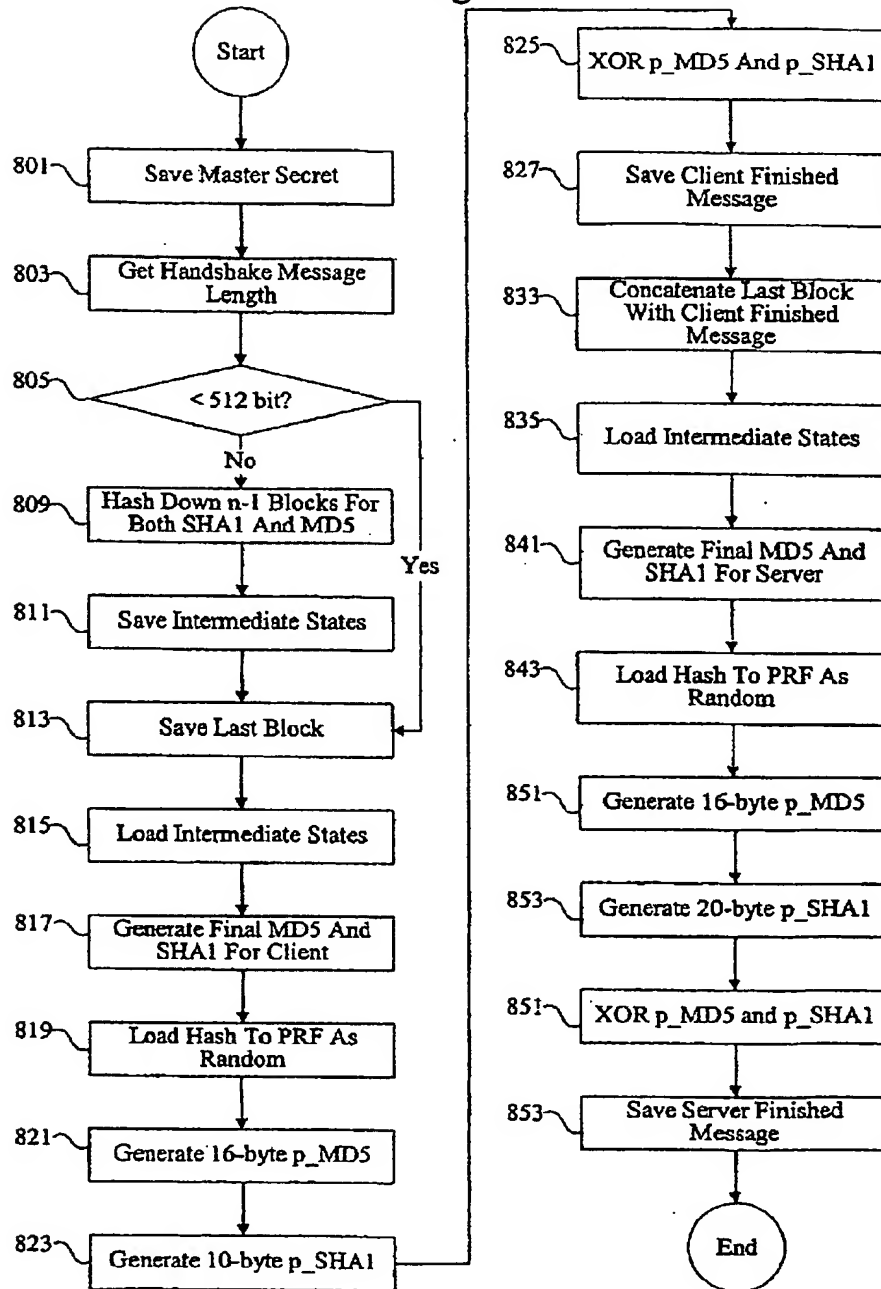 Start
801
Save Master Secret
803
Get Handshake Message
Length
805
< 512 bit?
No
Yes
809
Hash Down n-1 Blocks For
Both SHA1 And MD5
811
Save Intermediate States
813
Save Last Block
815
Load Intermediate States
817
Generate Final MD5 And
SHA1 For Client
819
Load Hash To PRF As
Random
821
Generate 16-byte p_MD5
823
Generate 10-byte p_SHA1
825
XOR p_MD5 And p_SHA1
827
Save Client Finished
Message
833
Concatenate Last Block
With Client Finished
Message
835
Load Intermediate States
841
Generate Final MD5 And
SHA1 For Server
843
Load Hash To PRF As
Random
851
Generate 16-byte p_MD5
853
Generate 20-byte p_SHA1
851
XOR p_MD5 and p_SHA1
853
Save Server Finished
Message
End